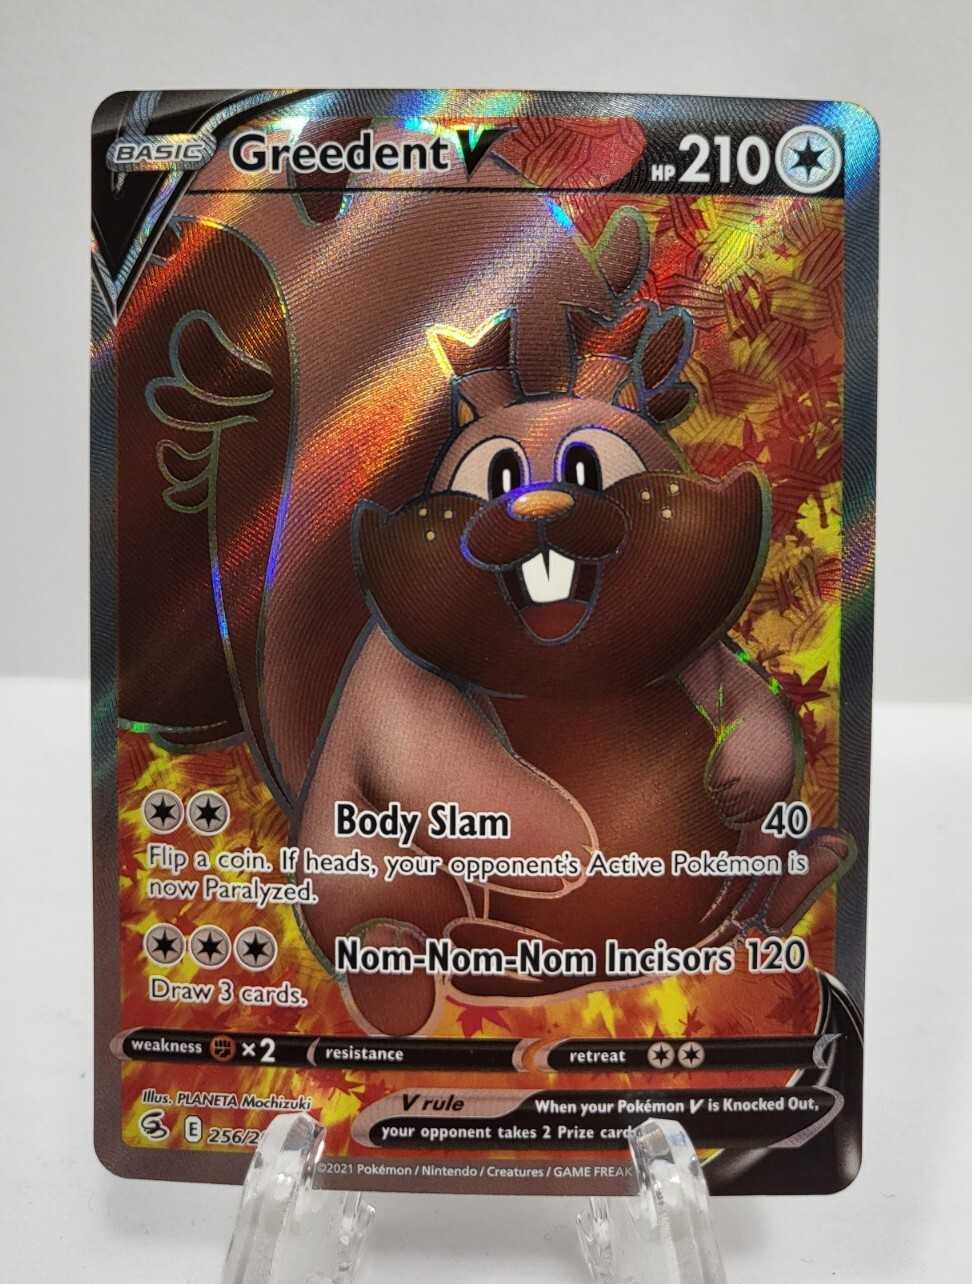 BASIC Greedent V HP 210
Body Slam 40
Flip a coin. If heads, your opponent's Active Pokémon is
now Paralyzed.
Nom-Nom-Nom Incisors 120
Draw 3 cards.
weakness ×2 resistance retreat
Illus. PLANETA Mochizuki
V rule When your Pokémon V is Knocked Out,
your opponent takes 2 Prize card
E 256/2
©2021 Pokémon / Nintendo / Creatures / GAME FREAK